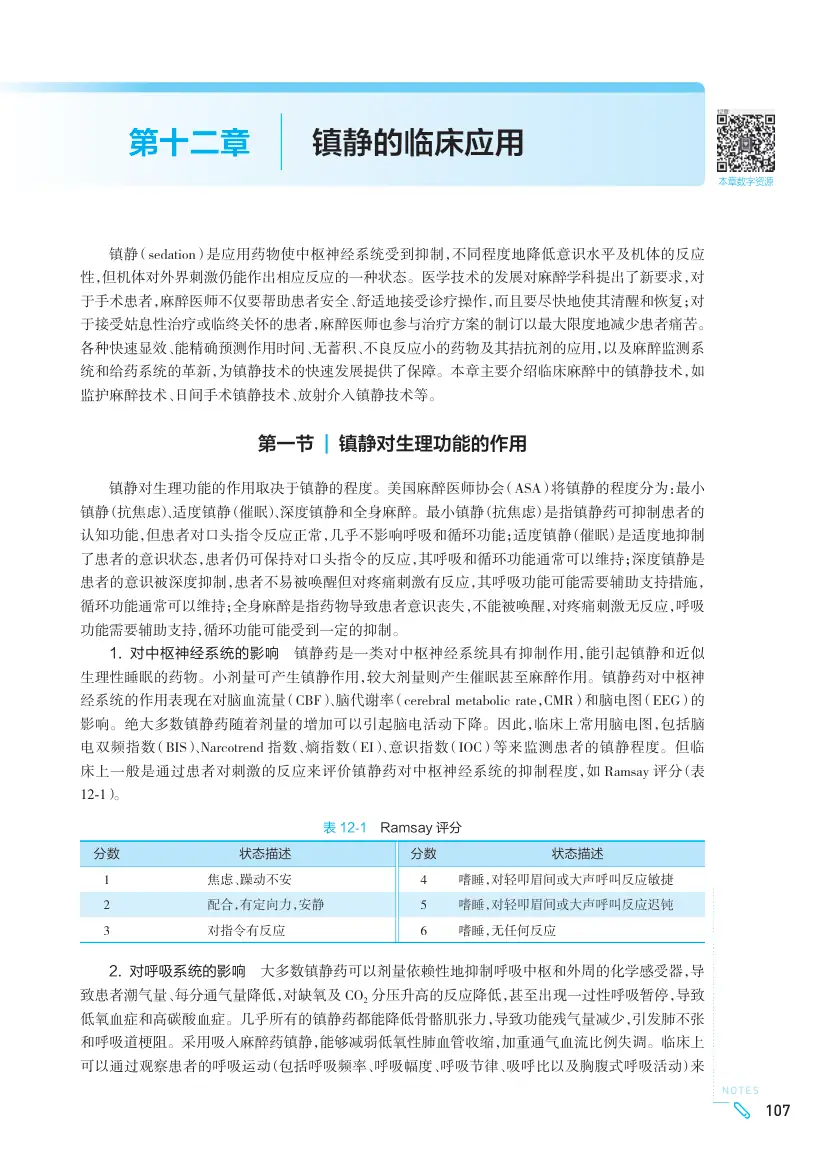 第十二章 镇静的临床应用
本章数字资源
镇静(sedation)是应用药物使中枢神经系统受到抑制,不同程度地降低意识水平及机体的反应
性,但机体对外界刺激仍能作出相应反应的一种状态。医学技术的发展对麻醉学科提出了新要求,对
于手术患者,麻醉医师不仅要帮助患者安全、舒适地接受诊疗操作,而且要尽快地使其清醒和恢复;对
于接受姑息性治疗或临终关怀的患者,麻醉医师也参与治疗方案的制订以最大限度地减少患者痛苦。
各种快速显效、能精确预测作用时间、无蓄积、不良反应小的药物及其拮抗剂的应用,以及麻醉监测系
统和给药系统的革新,为镇静技术的快速发展提供了保障。本章主要介绍临床麻醉中的镇静技术,如
监护麻醉技术、日间手术镇静技术、放射介入镇静技术等。
第一节 | 镇静对生理功能的作用
镇静对生理功能的作用取决于镇静的程度。美国麻醉医师协会(ASA)将镇静的程度分为:最小
镇静(抗焦虑)、适度镇静(催眠)、深度镇静和全身麻醉。最小镇静(抗焦虑)是指镇静药可抑制患者的
认知功能,但患者对口头指令反应正常,几乎不影响呼吸和循环功能;适度镇静(催眠)是适度地抑制
了患者的意识状态,患者仍可保持对口头指令的反应,其呼吸和循环功能通常可以维持;深度镇静是
患者的意识被深度抑制,患者不易被唤醒但对疼痛刺激有反应,其呼吸功能可能需要辅助支持措施,
循环功能通常可以维持;全身麻醉是指药物导致患者意识丧失,不能被唤醒,对疼痛刺激无反应,呼吸
功能需要辅助支持,循环功能可能受到一定的抑制。
1. 对中枢神经系统的影响 镇静药是一类对中枢神经系统具有抑制作用,能引起镇静和近似
生理性睡眠的药物。小剂量可产生镇静作用,较大剂量则产生催眠甚至麻醉作用。镇静药对中枢神
经系统的作用表现在对脑血流量(CBF)、脑代谢率(cerebral metabolic rate,CMR)和脑电图(EEG)的
影响。绝大多数镇静药随着剂量的增加可以引起脑电活动下降。因此,临床上常用脑电图,包括脑
电双频指数(BIS)、Narcotrend 指数、熵指数(EI)、意识指数(IOC)等来监测患者的镇静程度。但临
床上一般是通过患者对刺激的反应来评价镇静药对中枢神经系统的抑制程度,如 Ramsay 评分(表
12-1)。
表 12-1 Ramsay 评分
分数 状态描述 分数 状态描述
1 焦虑、躁动不安 4 嗜睡,对轻叩眉间或大声呼叫反应敏捷
2 配合,有定向力,安静 5 嗜睡,对轻叩眉间或大声呼叫反应迟钝
3 对指令有反应 6 嗜睡,无任何反应
2. 对呼吸系统的影响 大多数镇静药可以剂量依赖性地抑制呼吸中枢和外周的化学感受器,导
致患者潮气量、每分通气量降低,对缺氧及 CO₂ 分压升高的反应降低,甚至出现一过性呼吸暂停,导致
低氧血症和高碳酸血症。几乎所有的镇静药都能降低骨骼肌张力,导致功能残气量减少,引发肺不张
和呼吸道梗阻。采用吸入麻醉药镇静,能够减弱低氧性肺血管收缩,加重通气血流比例失调。临床上
可以通过观察患者的呼吸运动(包括呼吸频率、呼吸幅度、呼吸节律、吸呼比以及胸腹式呼吸活动)来
NOTES
107